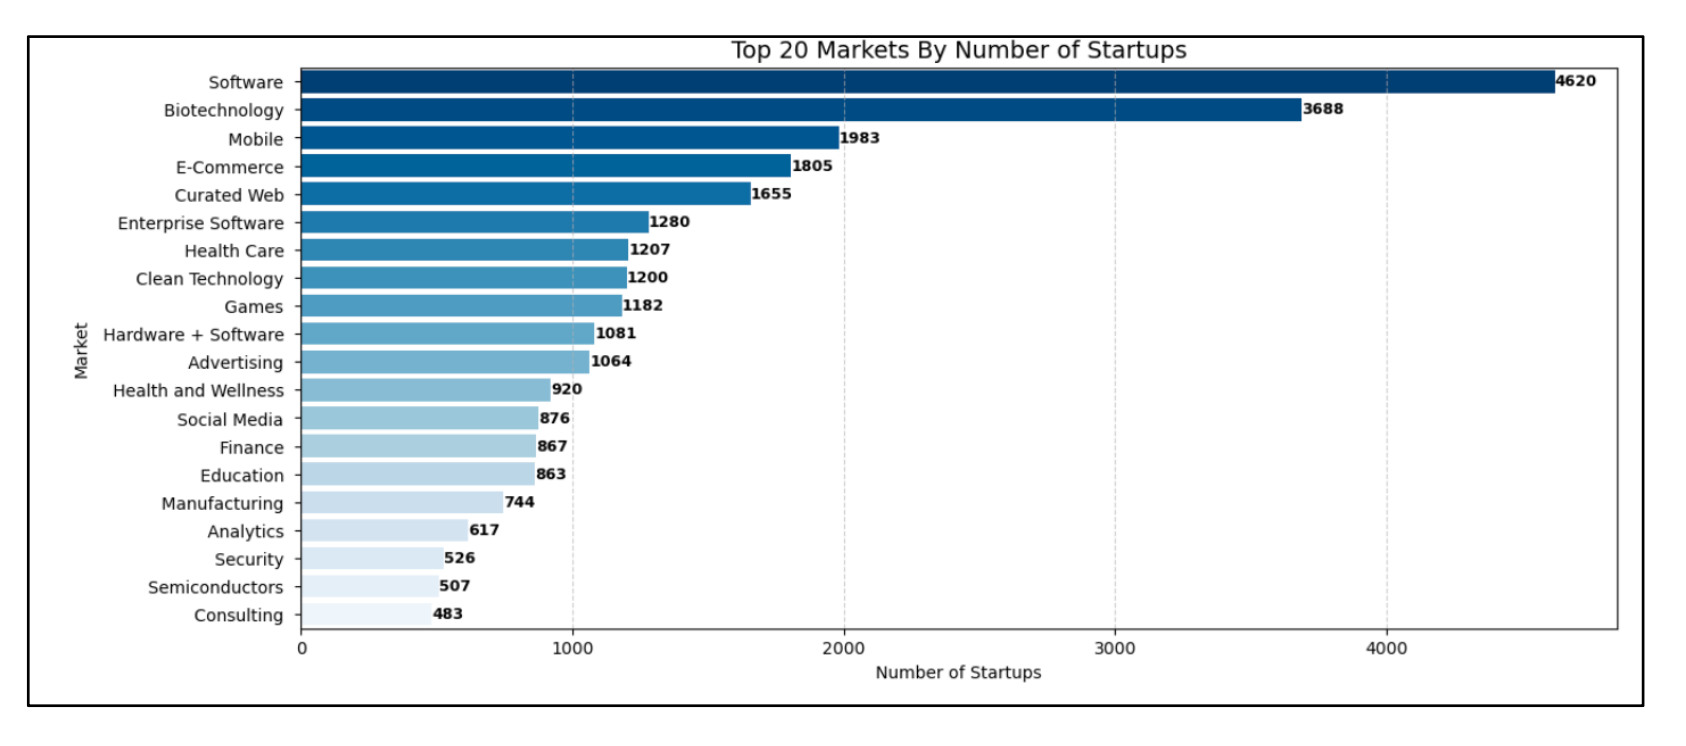 Top 20 Markets By Number of Startups
Software 4620
Biotechnology 3688
Mobile 1983
E-Commerce 1805
Curated Web 1655
Enterprise Software 1280
Health Care 1207
Clean Technology 1200
Games 1182
Hardware + Software 1081
Advertising 1064
Health and Wellness 920
Social Media 876
Finance 867
Education 863
Manufacturing 744
Analytics 617
Security 526
Semiconductors 507
Consulting 483
Market
0 1000 2000 3000 4000
Number of Startups